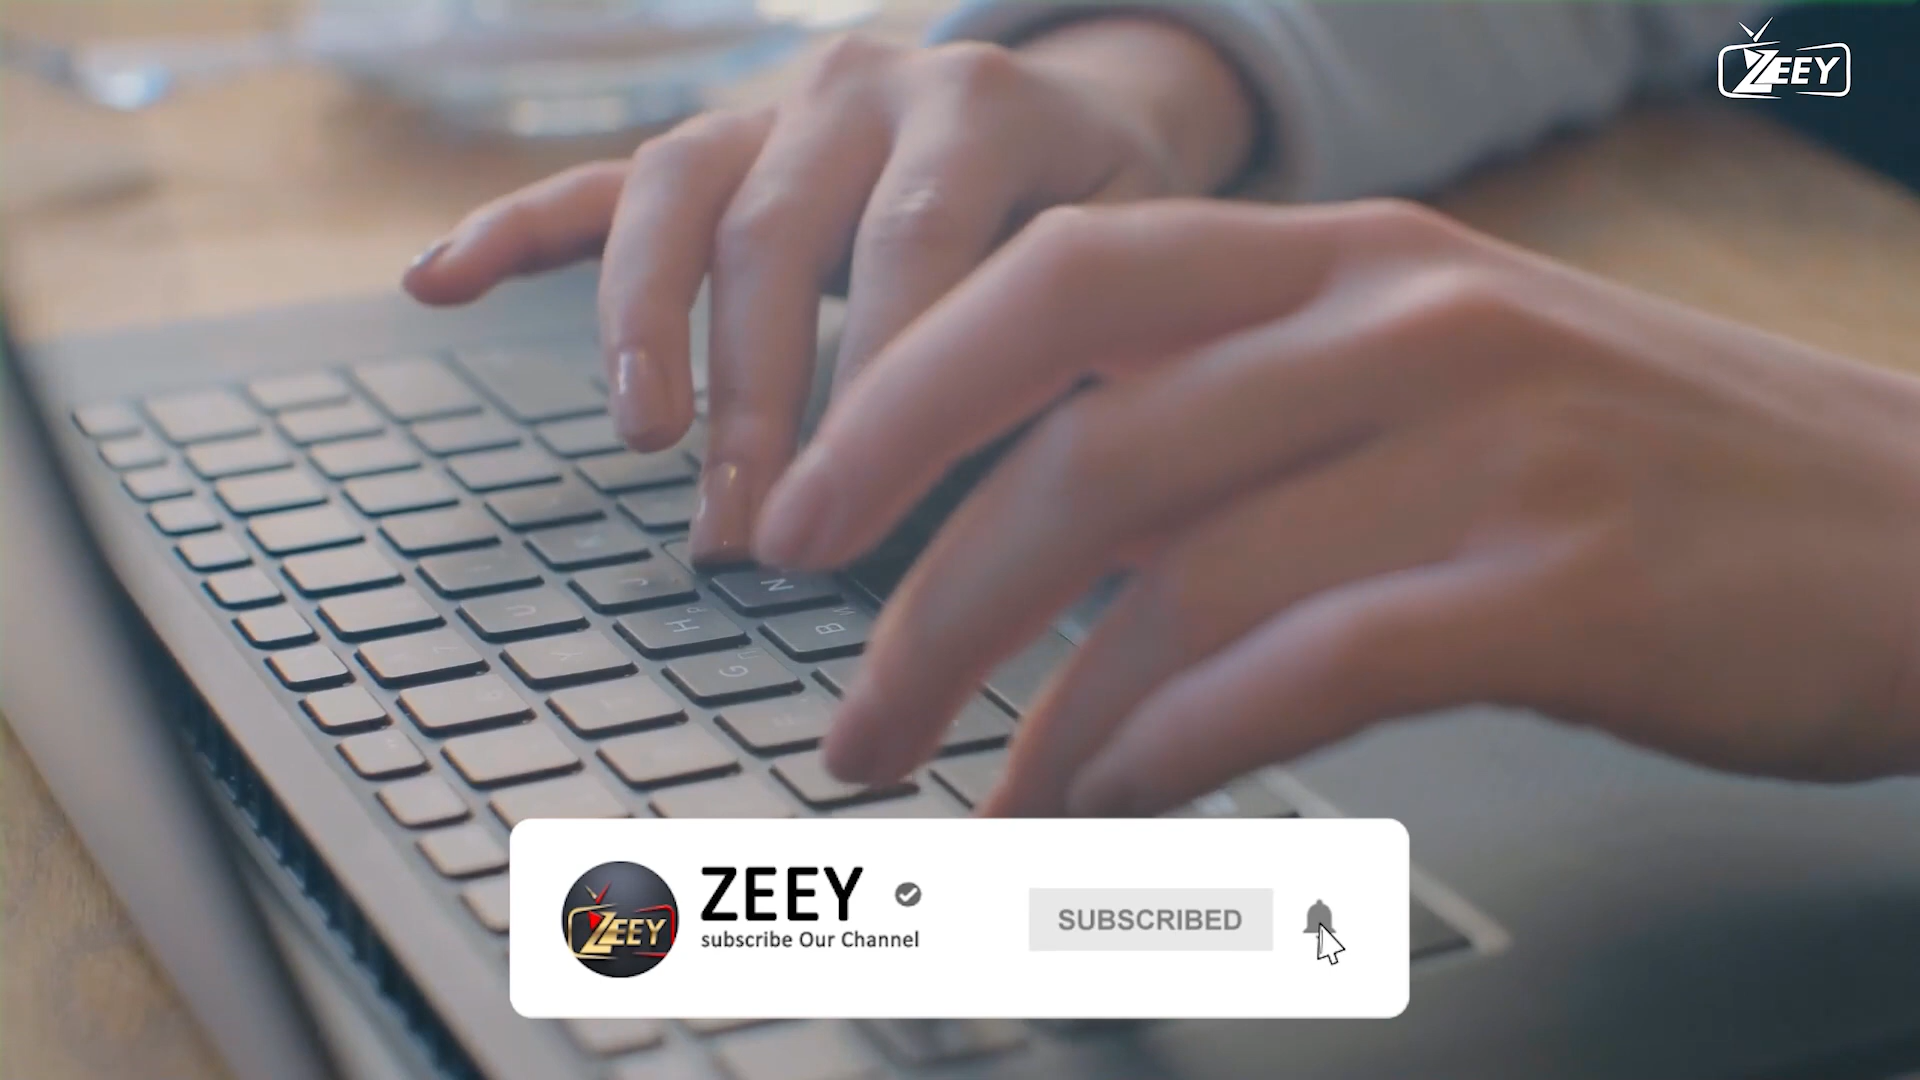 ZEEY
N
J
B И
U
H Р
Y
G П
ZEEY
ZEEY
subscribe Our Channel
SUBSCRIBED